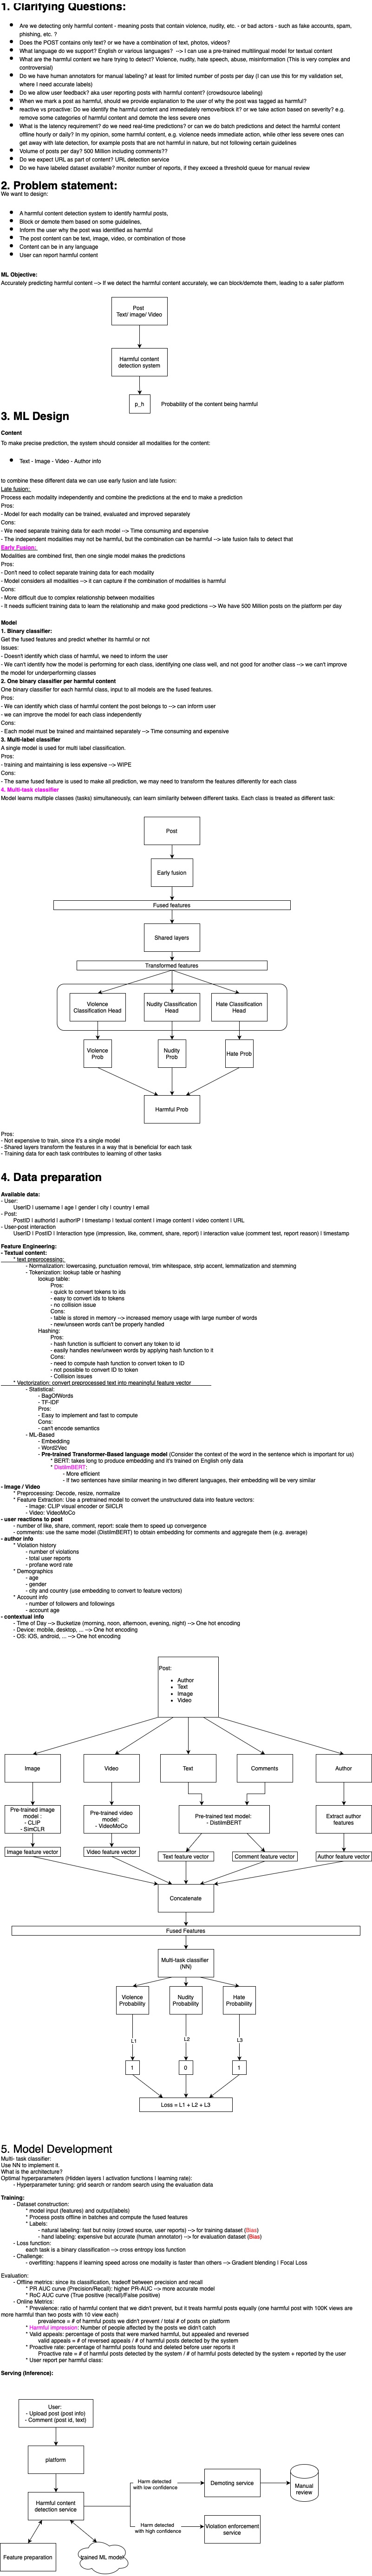 1. Clarifying Questions:
• Are we detecting only harmful content - meaning posts that contain violence, nudity, etc. - or bad actors - such as fake accounts, spam,
phishing, etc. ?
• Does the POST contains only text? or we have a combination of text, photos, videos?
• What language do we support? English or various languages? --> I can use a pre-trained multilingual model for textual content
• What are the harmful content we hare trying to detect? Violence, nudity, hate speech, abuse, misinformation (This is very complex and
controversial)
• Do we have human annotators for manual labeling? at least for limited number of posts per day (I can use this for my validation set,
where I need accurate labels)
• Do we allow user feedback? aka user reporting posts with harmful content? (crowdsource labeling)
• When we mark a post as harmful, should we provide explanation to the user of why the post was tagged as harmful?
• reactive vs proactive: Do we identify the harmful content and immediately remove/block it? or we take action based on severity? e.g.
remove some categories of harmful content and demote the less severe ones
• What is the latency requirement? do we need real-time predictions? or can we do batch predictions and detect the harmful content
offline hourly or daily? in my opinion, some harmful content, e.g. violence needs immediate action, while other less severe ones can
get away with late detection, for example posts that are not harmful in nature, but not following certain guidelines
• Volume of posts per day? 500 Million including comments??
• Do we expect URL as part of content? URL detection service
• Do we have labeled dataset available? monitor number of reports, if they exceed a threshold queue for manual review
2. Problem statement:
We want to design:
• A harmful content detection system to identify harmful posts,
• Block or demote them based on some guidelines,
• Inform the user why the post was identified as harmful
• The post content can be text, image, video, or combination of those
• Content can be in any language
• User can report harmful content
ML Objective:
Accurately predicting harmful content --> If we detect the harmful content accurately, we can block/demote them, leading to a safer platform
Post
Text/ image/ Video
Harmful content
detection system
p_h
Probability of the content being harmful
3. ML Design
Content
To make precise prediction, the system should consider all modalities for the content:
• Text - Image - Video - Author info
to combine these different data we can use early fusion and late fusion:
Late fusion:
Process each modality independently and combine the predictions at the end to make a prediction
Pros:
- Model for each modality can be trained, evaluated and improved separately
Cons:
- We need separate training data for each model --> Time consuming and expensive
- The independent modalities may not be harmful, but the combination can be harmful --> late fusion fails to detect that
Early Fusion:
Modalities are combined first, then one single model makes the predictions
Pros:
- Don't need to collect separate training data for each modality
- Model considers all modalities --> it can capture if the combination of modalities is harmful
Cons:
- More difficult due to complex relationship between modalities
- It needs sufficient training data to learn the relationship and make good predictions --> We have 500 Million posts on the platform per day
Model
1. Binary classifier:
Get the fused features and predict whether its harmful or not
Issues:
- Doesn't identify which class of harmful, we need to inform the user
- We can't identify how the model is performing for each class, identifying one class well, and not good for another class --> we can't improve
the model for underperforming classes
2. One binary classifier per harmful content
One binary classifier for each harmful class, input to all models are the fused features.
Pros:
- We can identify which class of harmful content the post belongs to --> can inform user
- we can improve the model for each class independently
Cons:
- Each model must be trained and maintained separately --> Time consuming and expensive
3. Multi-label classifier
A single model is used for multi label classification.
Pros:
- training and maintaining is less expensive --> WIPE
Cons:
- The same fused feature is used to make all prediction, we may need to transform the features differently for each class
4. Multi-task classifier
Model learns multiple classes (tasks) simultaneously, can learn similarity between different tasks. Each class is treated as different task:
Post
Early fusion
Fused features
Shared layers
Transformed features
Violence
Classification Head
Nudity Classification
Head
Hate Classification
Head
Violence
Prob
Nudity
Prob
Hate Prob
Harmful Prob
Pros:
- Not expensive to train, since it's a single model
- Shared layers transform the features in a way that is beneficial for each task
- Training data for each task contributes to learning of other tasks
4. Data preparation
Available data:
- User:
UserID | username | age | gender | city | country | email
- Post:
PostID | authorId | authorIP | timestamp | textual content | image content | video content | URL
- User-post interaction
UserID | PostID | Interaction type (impression, like, comment, share, report) | interaction value (comment test, report reason) | timestamp
Feature Engineering:
- Textual content:
* text preprocessing:
- Normalization: lowercasing, punctuation removal, trim whitespace, strip accent, lemmatization and stemming
- Tokenization: lookup table or hashing
lookup table:
Pros:
- quick to convert tokens to ids
- easy to convert ids to tokens
- no collision issue
Cons:
- table is stored in memory --> increased memory usage with large number of words
- new/unseen words can't be properly handled
Hashing:
Pros:
- hash function is sufficient to convert any token to id
- easily handles new/unween words by applying hash function to it
Cons:
- need to compute hash function to convert token to ID
- not possible to convert ID to token
- Collision issues
* Vectorization: convert preprocessed text into meaningful feature vector
- Statistical:
- BagOfWords
- TF-IDF
Pros:
- Easy to implement and fast to compute
Cons:
- can't encode semantics
- ML-Based
- Embedding
- Word2Vec
- Pre-trained Transformer-Based language model (Consider the context of the word in the sentence which is important for us)
* BERT: takes long to produce embedding and it's trained on English only data
* DistilmBERT:
- More efficient
- If two sentences have similar meaning in two different languages, their embedding will be very similar
- Image / Video
* Preprocessing: Decode, resize, normalize
* Feature Extraction: Use a pretrained model to convert the unstructured data into feature vectors:
- Image: CLIP visual encoder or SIClLR
- Video: VideoMoCo
- user reactions to post
- number of like, share, comment, report: scale them to speed up convergence
- comments: use the same model (DistilmBERT) to obtain embedding for comments and aggregate them (e.g. average)
- author info
* Violation history
- number of violations
- total user reports
- profane word rate
* Demographics
- age
- gender
- city and country (use embedding to convert to feature vectors)
* Account info
- number of followers and followings
- account age
- contextual info
- Time of Day --> Bucketize (morning, noon, afternoon, evening, night) --> One hot encoding
- Device: mobile, desktop, ... --> One hot encoding
- OS: iOS, android, ... --> One hot encoding
Post:
• Author
• Text
• Image
• Video
Image
Video
Text
Comments
Author
Pre-trained image
model :
- CLIP
- SimCLR
Pre-trained video
model:
- VideoMoCo
Pre-trained text model:
- DistilmBERT
Extract author
features
Image feature vector
Video feature vector
Text feature vector
Comment feature vector
Author feature vector
Concatenate
Fused Features
Multi-task classifier
(NN)
Violence
Probability
Nudity
Probability
Hate
Probability
L1
L2
L3
1
0
1
Loss = L1 + L2 + L3
5. Model Development
Multi- task classifier:
Use NN to implement it.
What is the architecture?
Optimal hyperparameters (Hidden layers | activation functions | learning rate):
- Hyperparameter tuning: grid search or random search using the evaluation data
Training:
- Dataset construction:
* model input (features) and output(labels)
* Process posts offline in batches and compute the fused features
* Labels:
- natural labeling: fast but noisy (crowd source, user reports) --> for training dataset (Bias)
- hand labeling: expensive but accurate (human annotator) --> for evaluation dataset (Bias)
- Loss function:
each task is a binary classification --> cross entropy loss function
- Challenge:
- overfitting: happens if learning speed across one modality is faster than others --> Gradient blending | Focal Loss
Evaluation:
- Offline metrics: since its classification, tradeoff between precision and recall
* PR AUC curve (Precision/Recall): higher PR-AUC --> more accurate model
* RoC AUC curve (True positive (recall)/False positive)
- Online Metrics:
* Prevalence: ratio of harmful content that we didn't prevent, but it treats harmful posts equally (one harmful post with 100K views are
more harmful than two posts with 10 view each)
prevalence = # of harmful posts we didn't prevent / total # of posts on platform
* Harmful impression: Number of people affected by the posts we didn't catch
* Valid appeals: percentage of posts that were marked harmful, but appealed and reversed
valid appeals = # of reversed appeals / # of harmful posts detected by the system
* Proactive rate: percentage of harmful posts found and deleted before user reports it
Proactive rate = # of harmful posts detected by the system / # of harmful posts detected by the system + reported by the user
* User report per harmful class:
Serving (Inference):
User:
- Upload post (post info)
- Comment (post id, text)
platform
Harmful content
detection service
Feature preparation
trained ML model
Harm detected
with low confidence
Demoting service
Manual
review
Harm detected
with high confidence
Violation enforcement
service